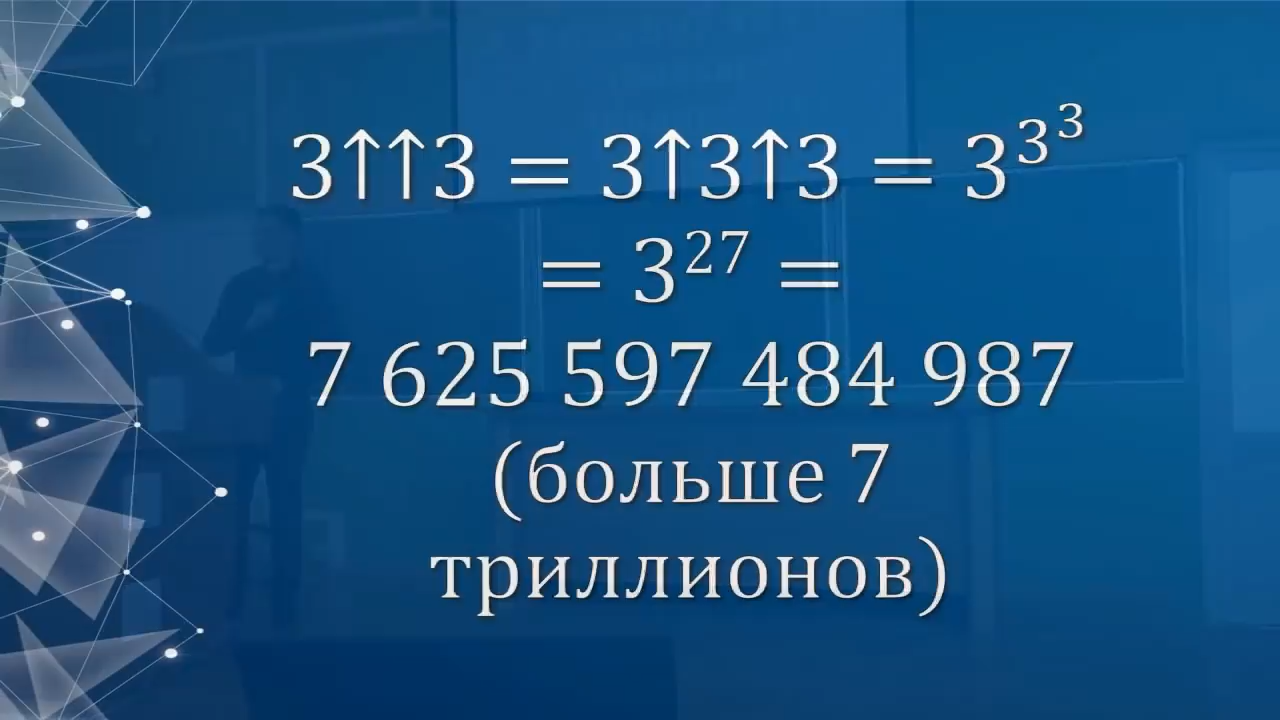 3↑↑3 = 3↑3↑3 = 3^3^3
= 3^27 =
7 625 597 484 987
(больше 7
триллионов)